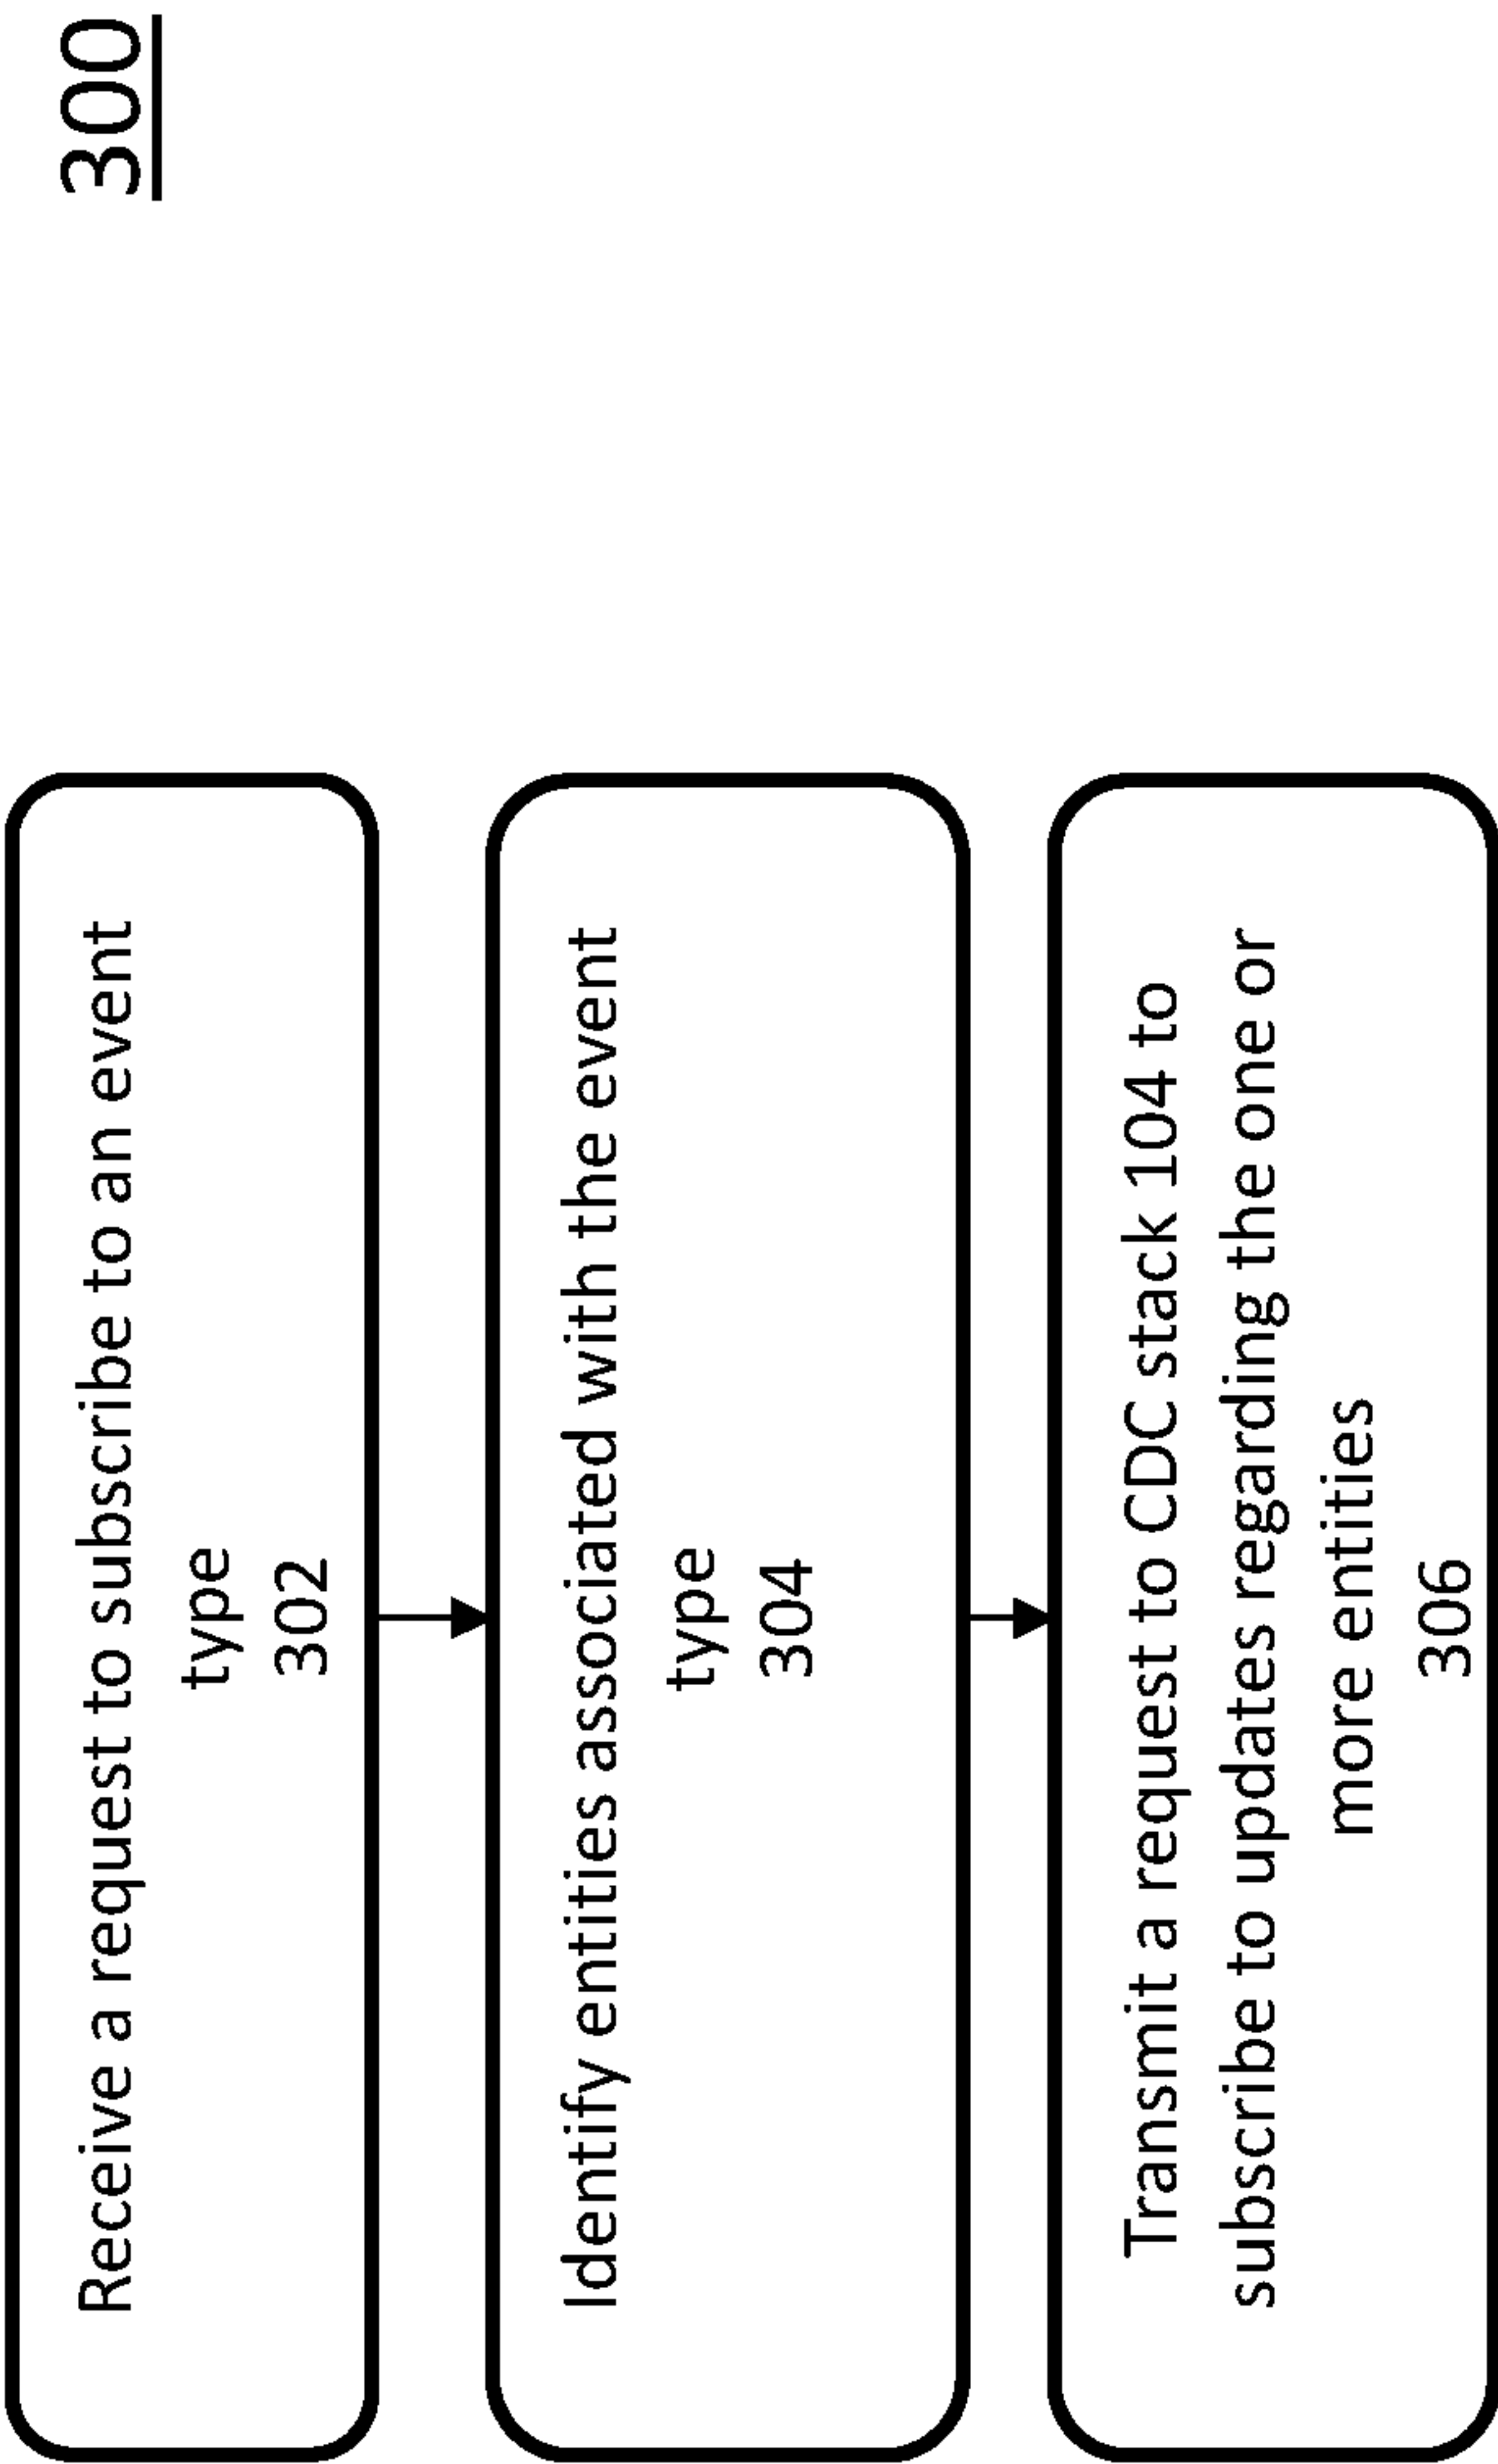 300
Receive a request to subscribe to an event
type
302
Identify entities associated with the event
type
304
Transmit a request to CDC stack 104 to
subscribe to updates regarding the one or
more entities
306